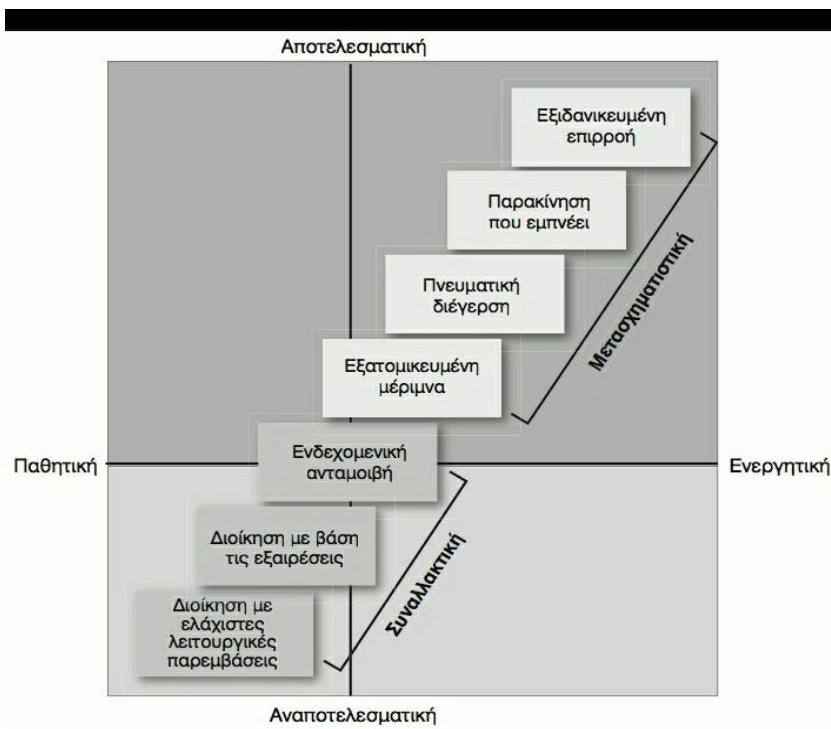 Αποτελεσματική
Εξιδανικευμένη
επιρροή
Παρακίνηση
που εμπνέει
Πνευματική
διέγερση
Μετασχηματιστική
Εξατομικευμένη
μέριμνα
Ενδεχομενική
ανταμοιβή
Παθητική
Ενεργητική
Διοίκηση με βάση
τις εξαιρέσεις
Συναλλακτική
Διοίκηση με
ελάχιστες
λειτουργικές
παρεμβάσεις
Αναποτελεσματική